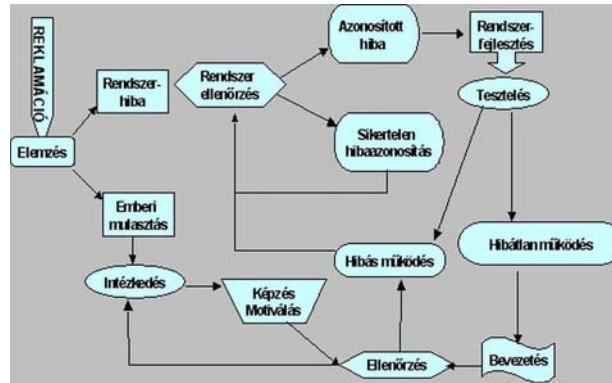 REKLAMÁCIÓ
Elemzés
Rendszer-
hiba
Emberi
mulasztás
Intézkedés
Képzés
Motiválás
Rendszer
ellenőrzés
Azonosított
hiba
Sikertelen
hibaazonosítás
Rendszer-
fejlesztés
Tesztelés
Hibás működés
Hibátlan működés
Ellenőrzés
Bevezetés